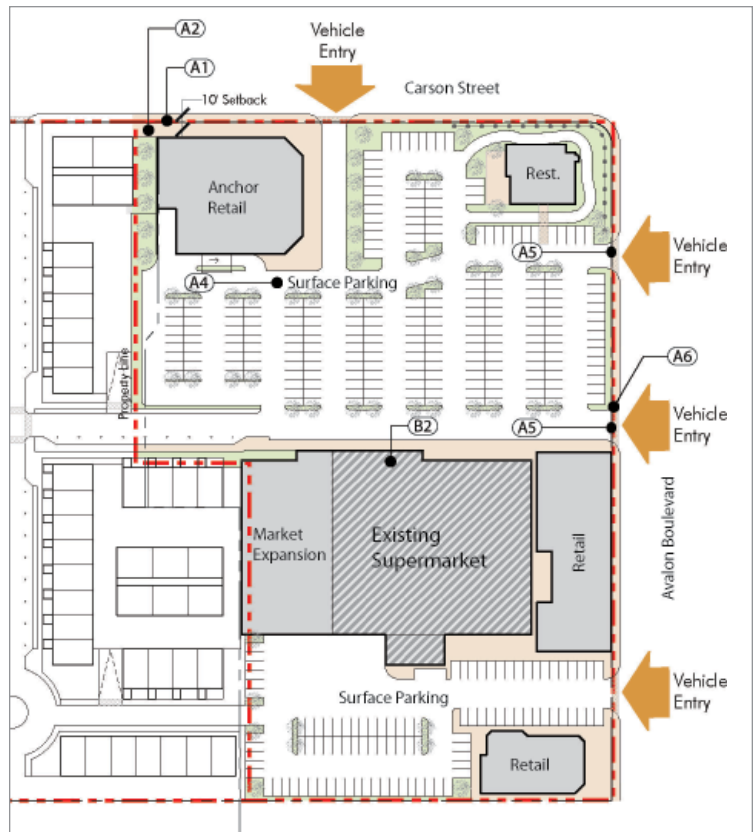 A2
Vehicle
Entry
A1
Carson Street
10' Setback
Anchor
Retail
Rest.
A5
Vehicle
Entry
A4
Surface Parking
Property Line
A6
Vehicle
Entry
B2
A5
Market
Expansion
Existing
Supermarket
Retail
Avalon Boulevard
Surface Parking
Vehicle
Entry
Retail